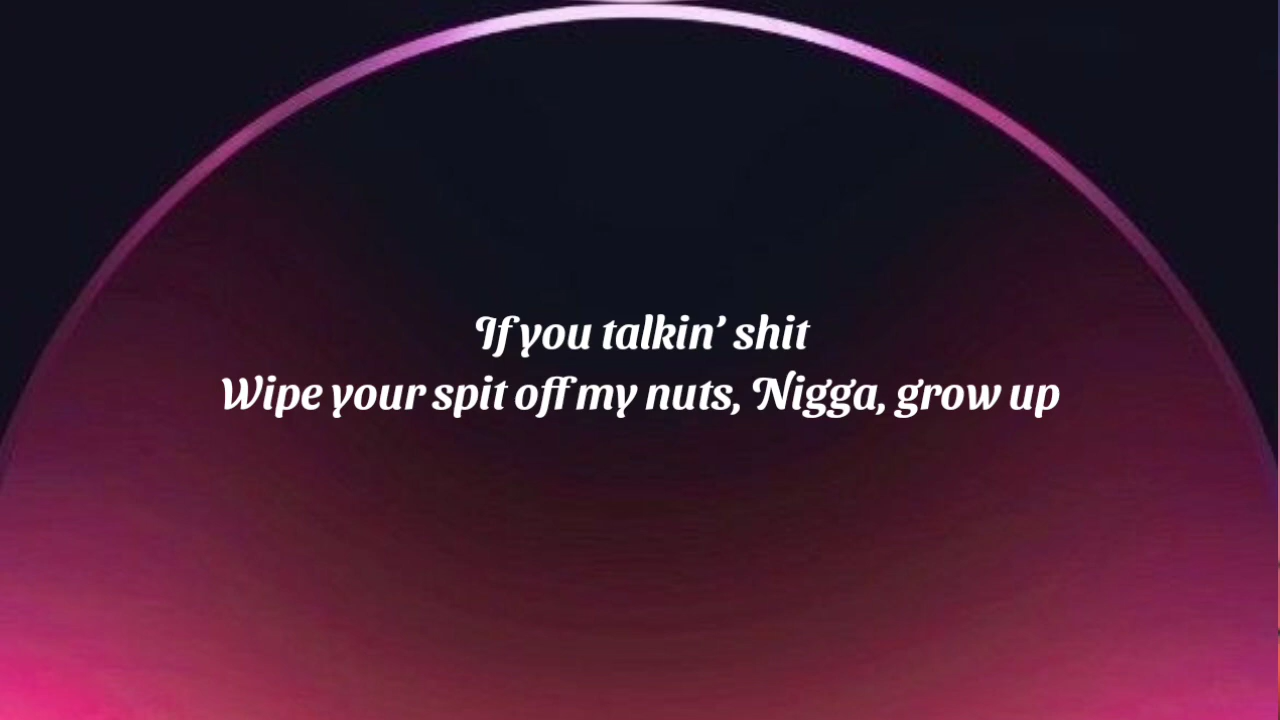 If you talkin’ shit
Wipe your spit off my nuts, Nigga, grow up